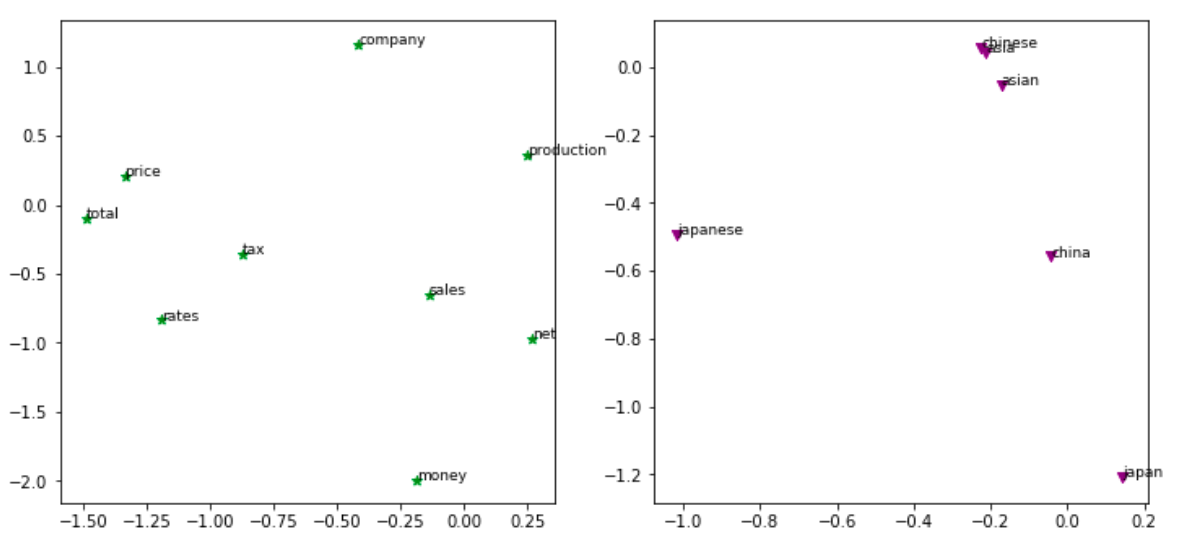 company
1.0
0.5
production
price
0.0
total
tax
−0.5
sales
rates
net
−1.0
−1.5
money
−2.0
−1.50 −1.25 −1.00 −0.75 −0.50 −0.25 0.00 0.25
chinese
asia
0.0
asian
−0.2
−0.4
japanese
china
−0.6
−0.8
−1.0
japan
−1.2
−1.0 −0.8 −0.6 −0.4 −0.2 0.0 0.2